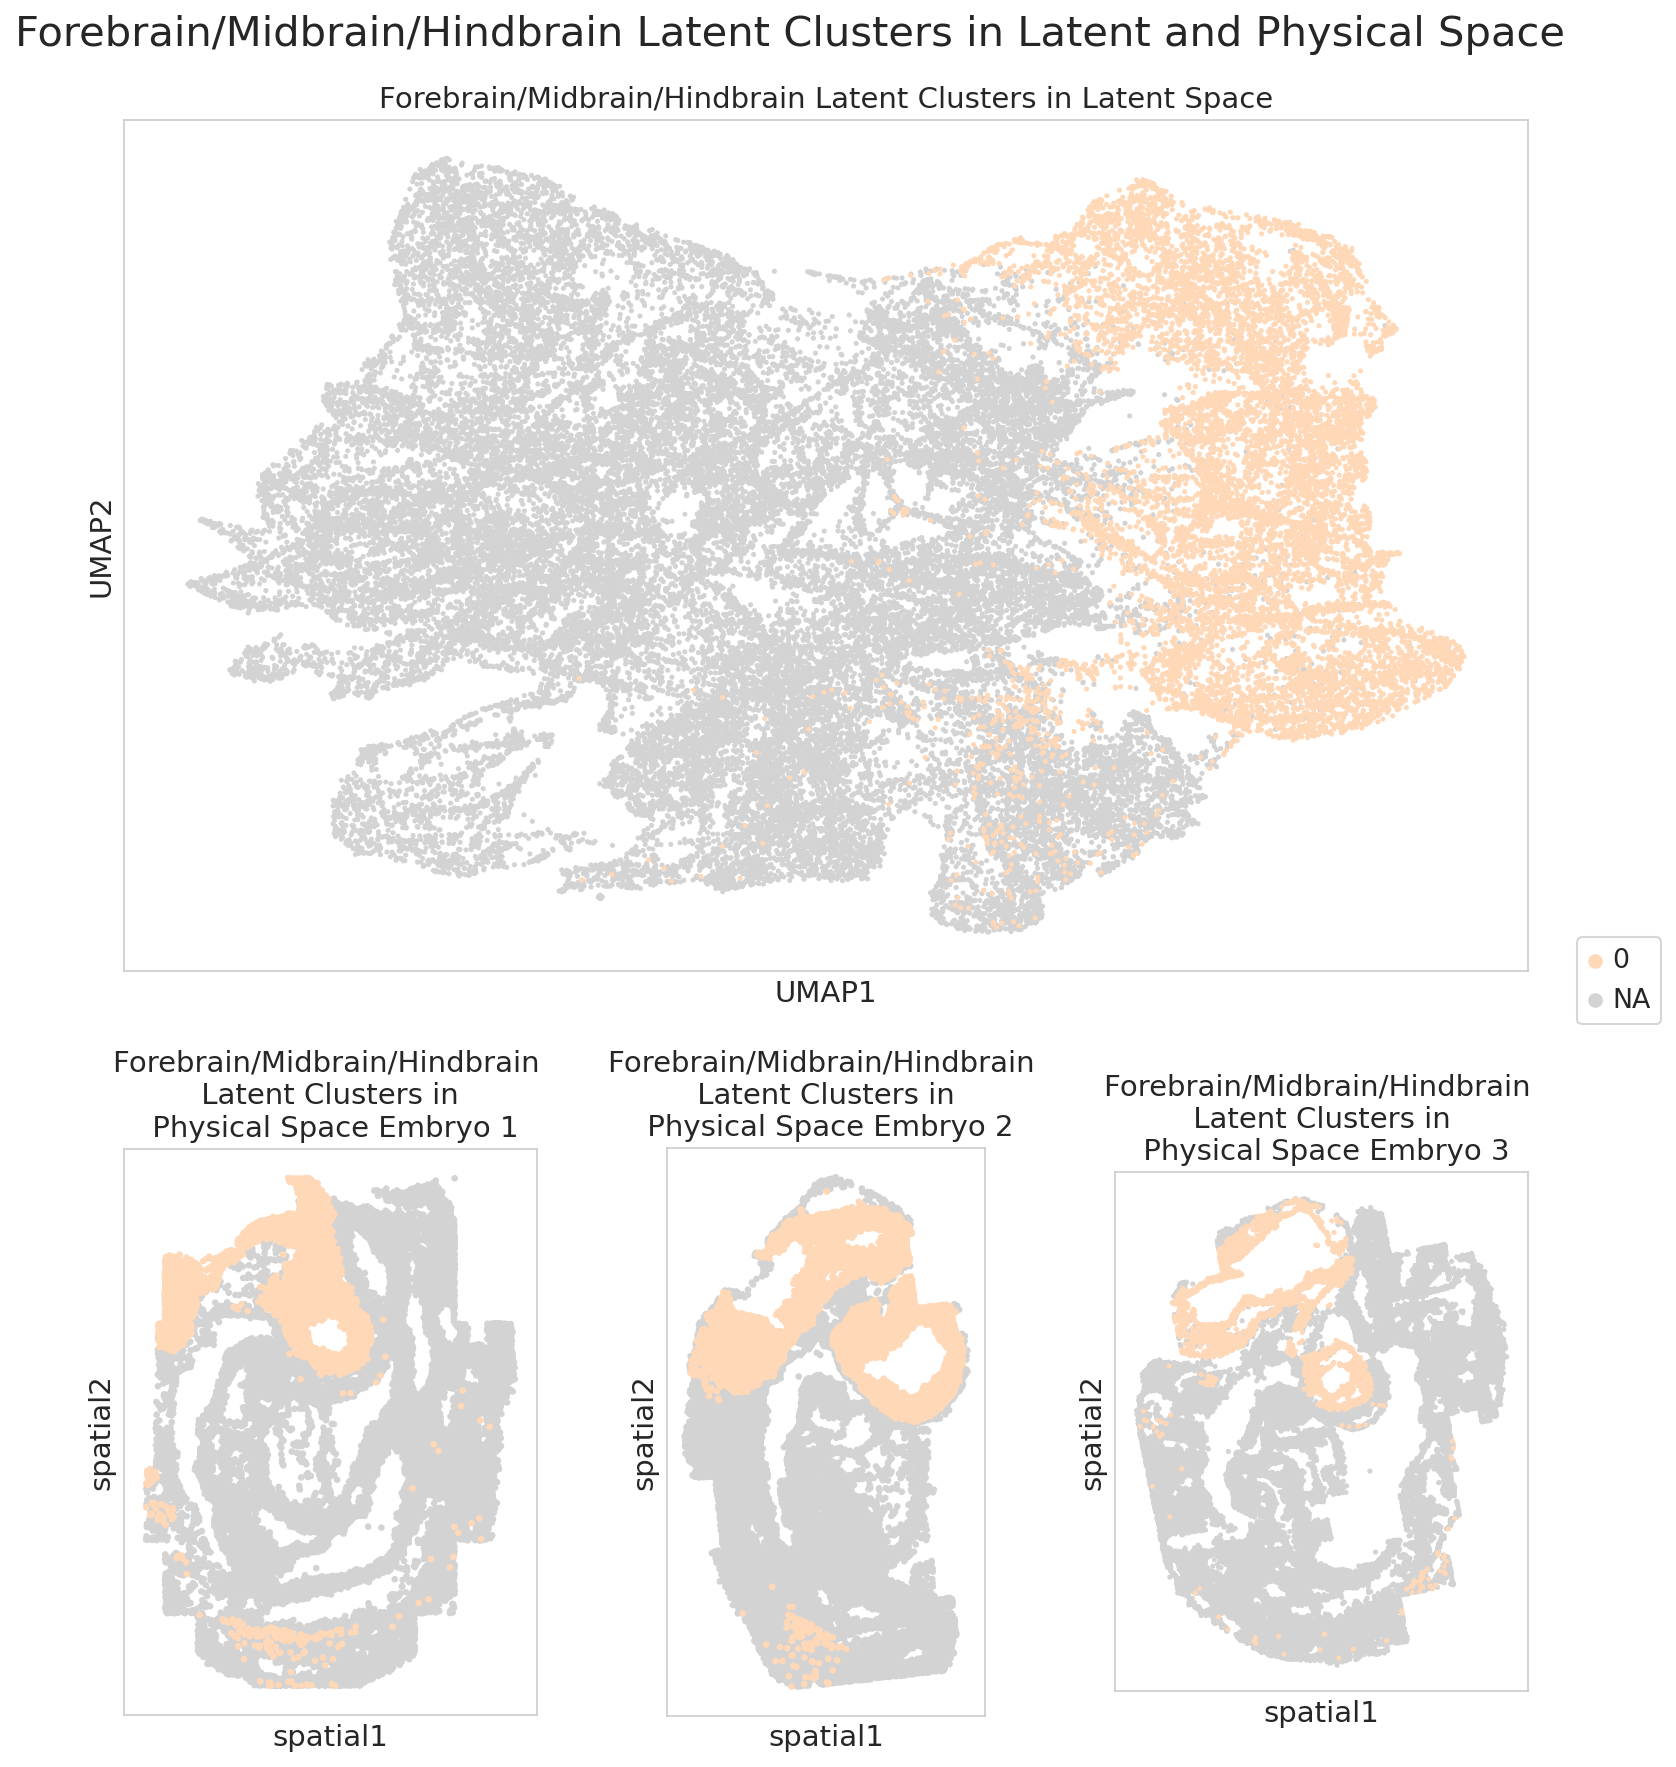 Forebrain/Midbrain/Hindbrain Latent Clusters in Latent and Physical Space
Forebrain/Midbrain/Hindbrain Latent Clusters in Latent Space
UMAP2
UMAP1
0
NA
Forebrain/Midbrain/Hindbrain
Latent Clusters in
Physical Space Embryo 1
spatial2
spatial1
Forebrain/Midbrain/Hindbrain
Latent Clusters in
Physical Space Embryo 2
spatial2
spatial1
Forebrain/Midbrain/Hindbrain
Latent Clusters in
Physical Space Embryo 3
spatial2
spatial1